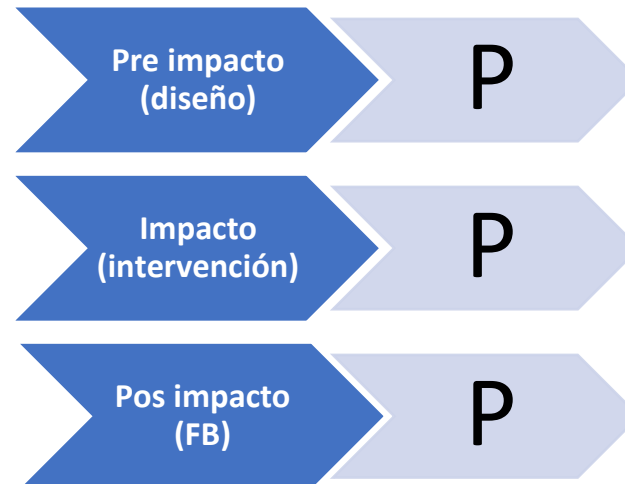 Pre impacto
(diseño)
P
Impacto
(intervención)
P
Pos impacto
(FB)
P